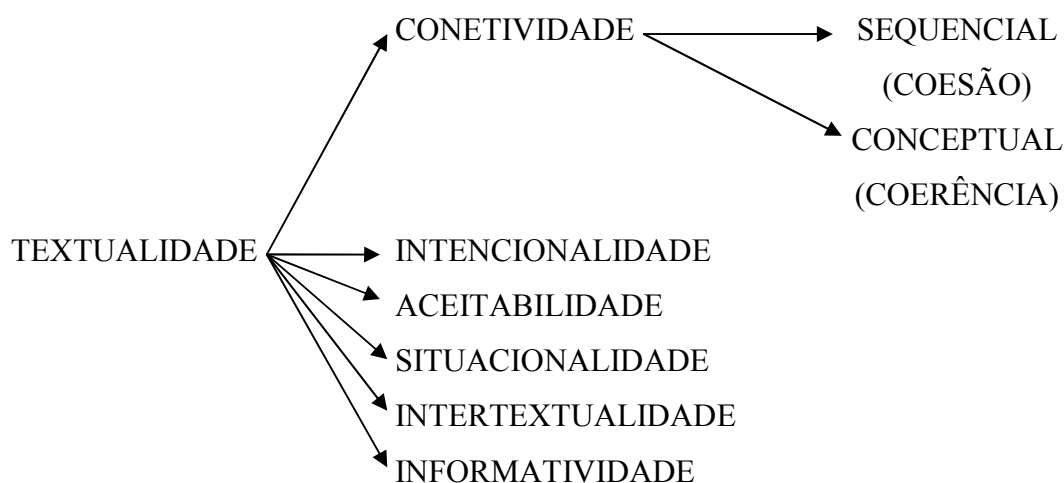 CONETIVIDADE
SEQUENCIAL
(COESÃO)
CONCEPTUAL
(COERÊNCIA)
TEXTUALIDADE
INTENCIONALIDADE
ACEITABILIDADE
SITUACIONALIDADE
INTERTEXTUALIDADE
INFORMATIVIDADE